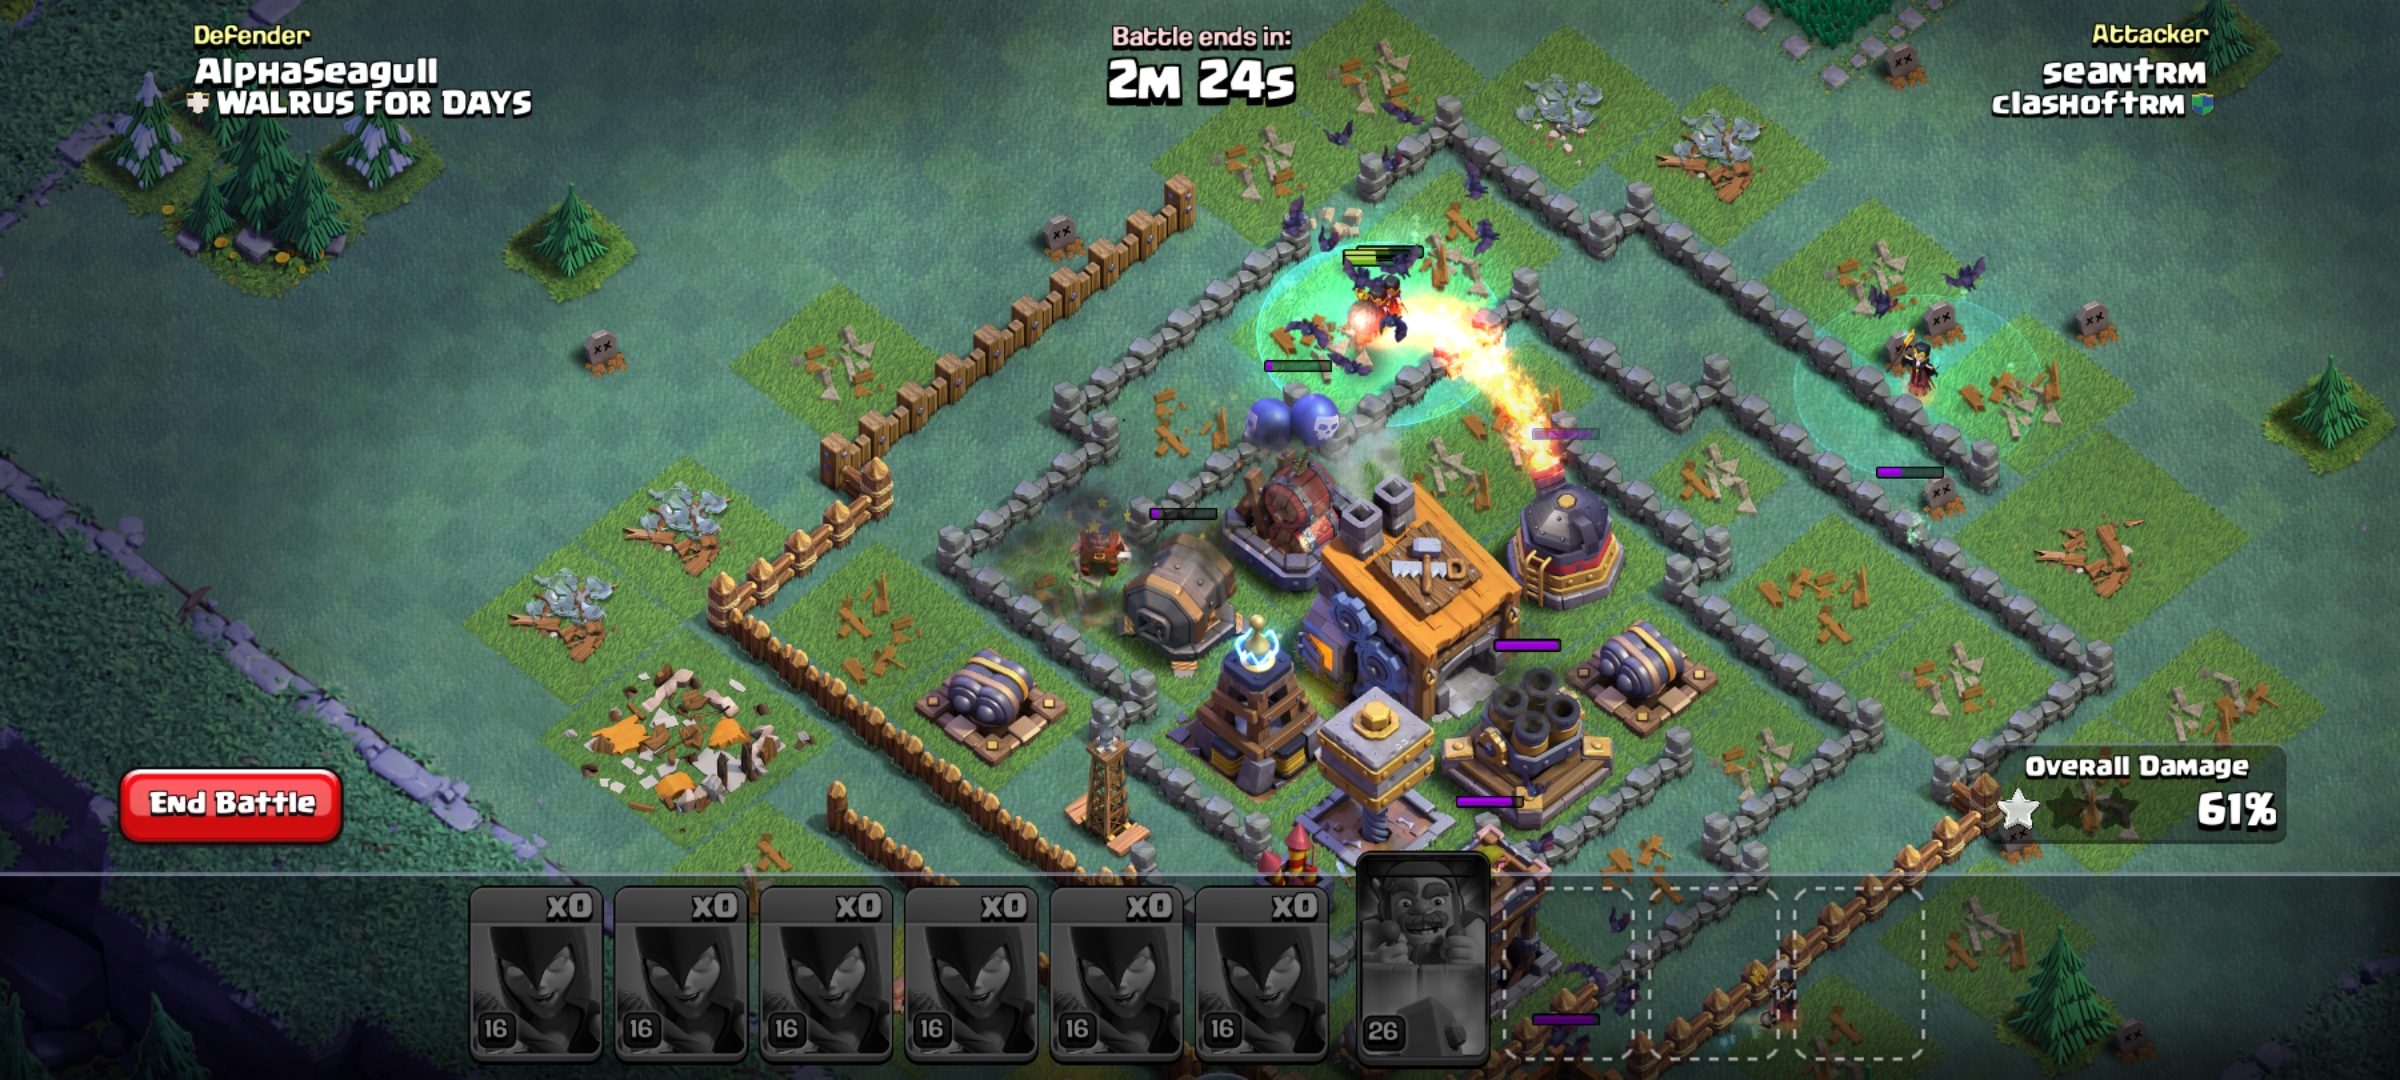 Defender
AlphaSeagull
WALRUS FOR DAYS
Battle ends in:
2M 24s
Attacker
seantRM
clashoftRM
End Battle
Overall Damage
61%
x0
x0
x0
x0
x0
x0
16
16
16
16
16
16
26